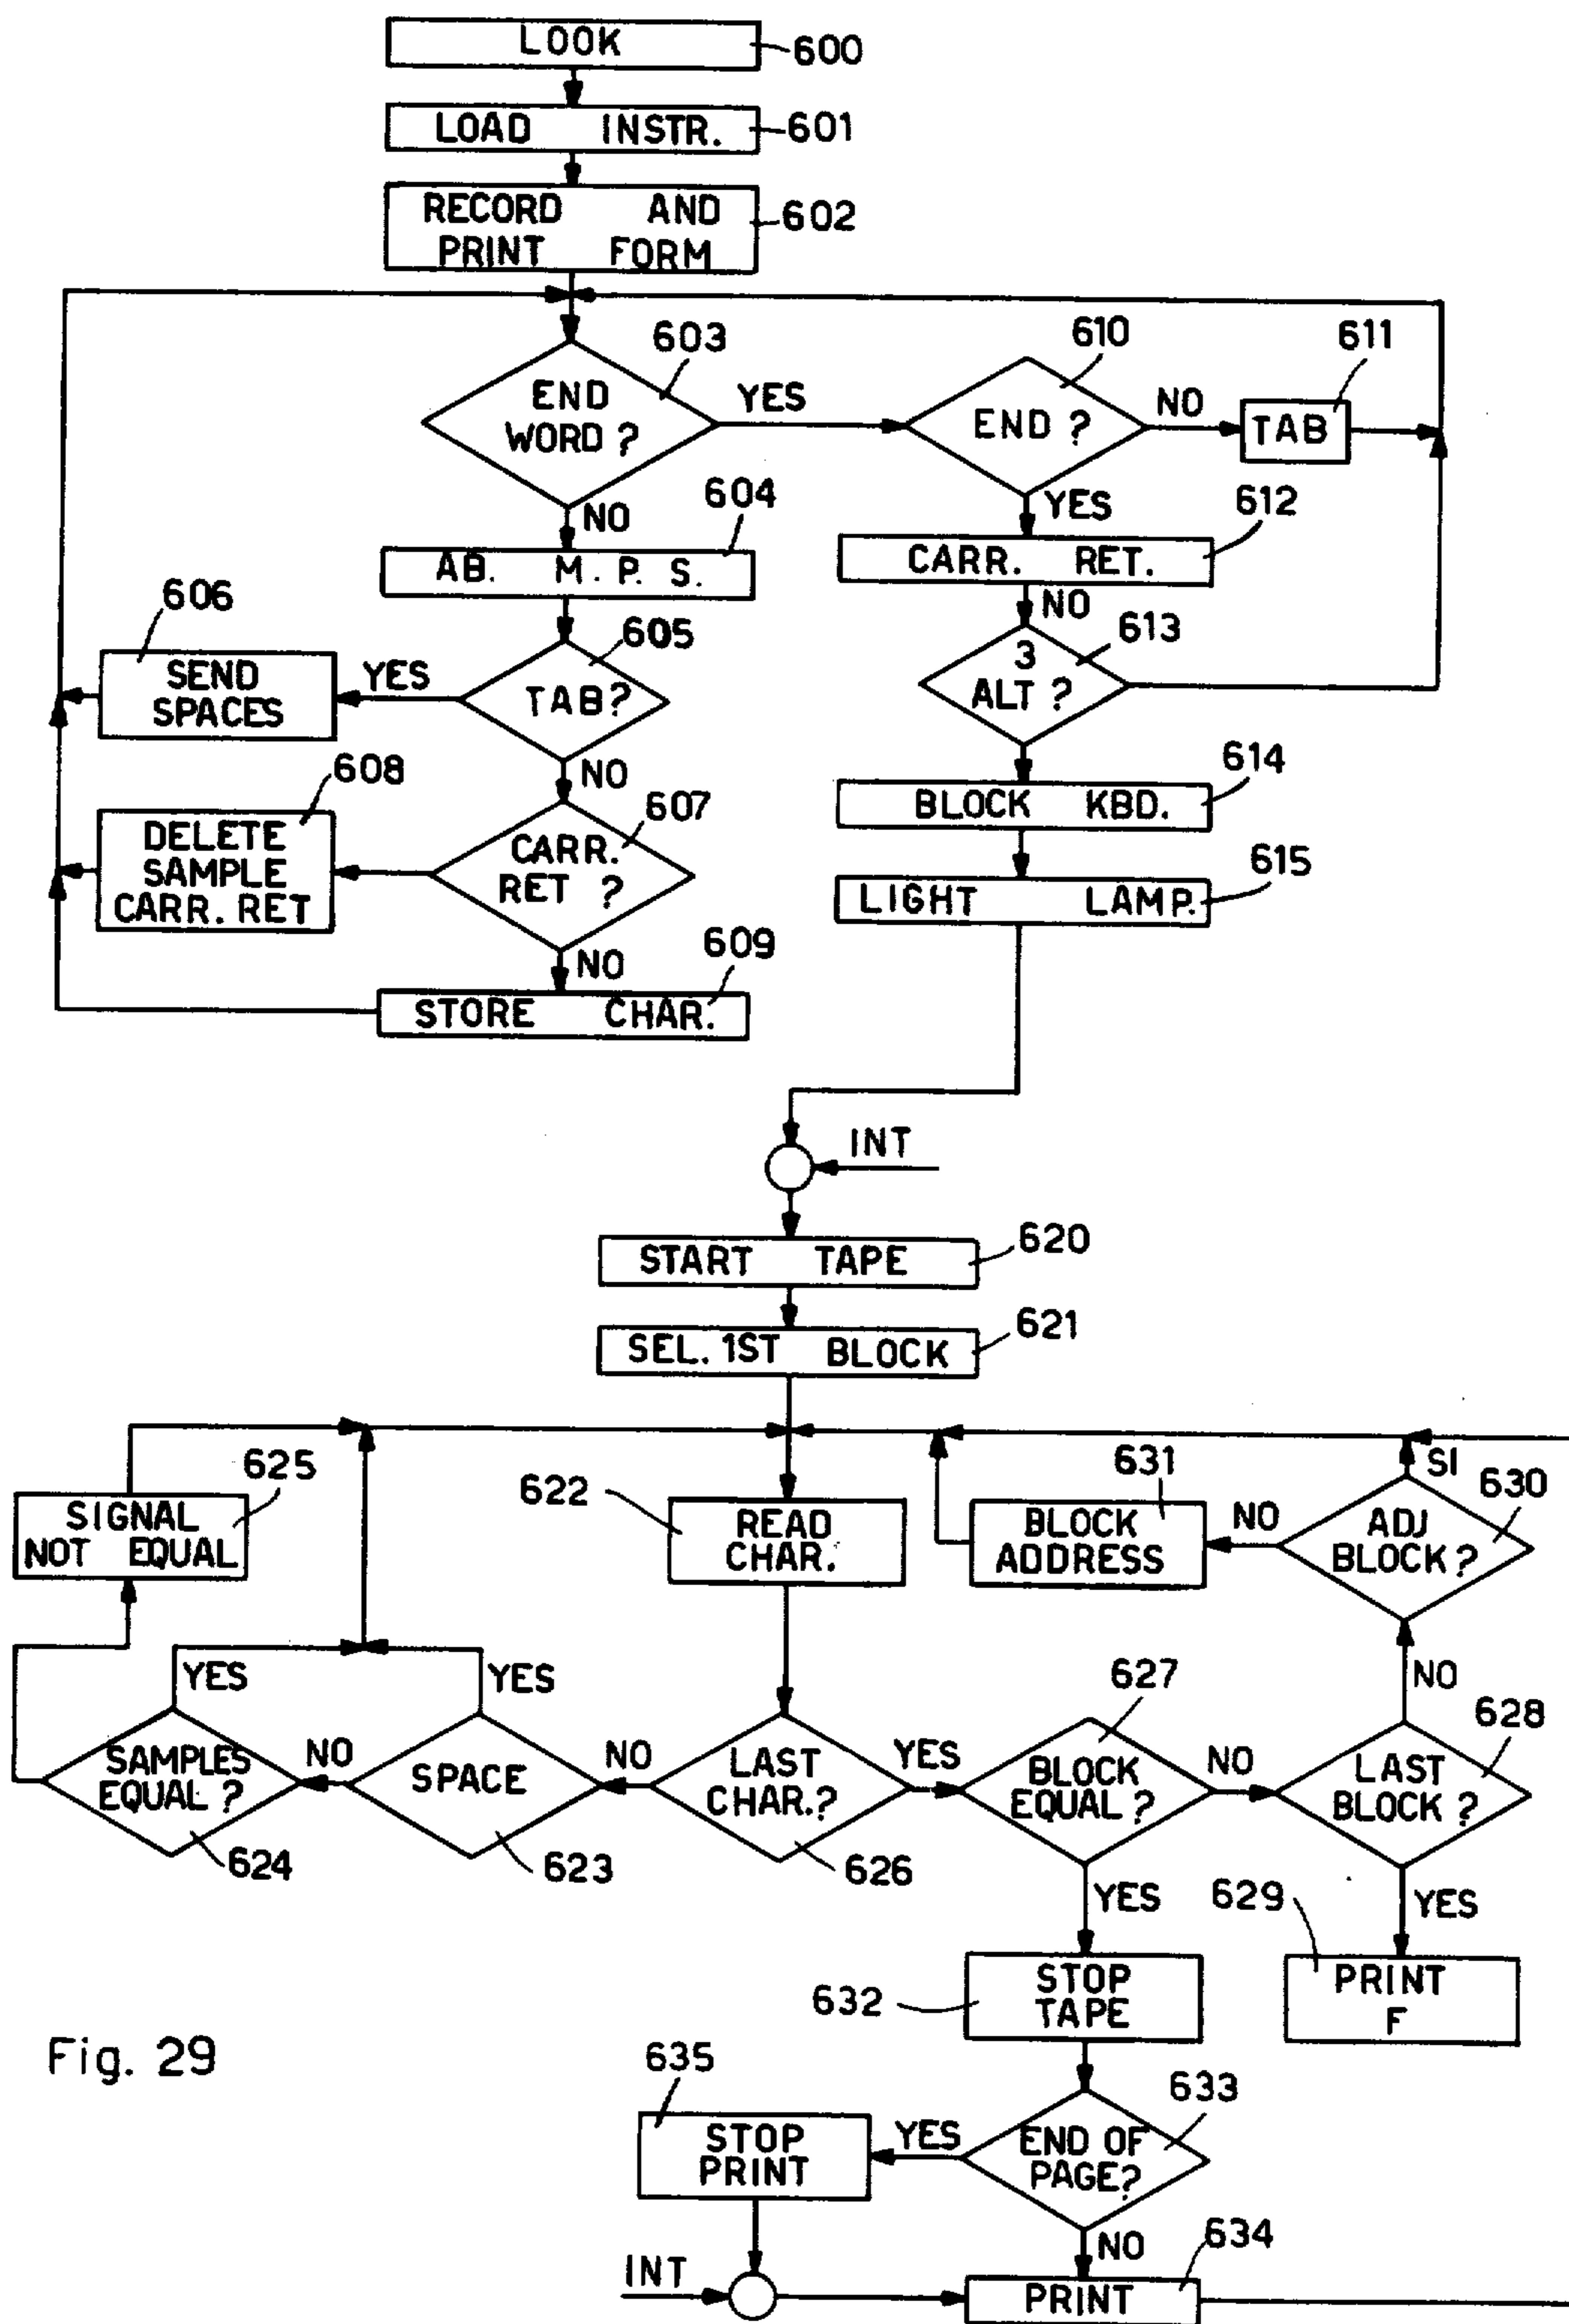 LOOK
600
LOAD INSTR.
601
RECORD AND
PRINT FORM
602
603
END
WORD ?
YES
610
END ?
NO
611
TAB
NO
604
AB. M. P. S.
YES
612
CARR. RET.
NO
606
SEND
SPACES
YES
605
TAB?
613
3
ALT ?
NO
608
DELETE
SAMPLE
CARR. RET
607
CARR.
RET ?
614
BLOCK KBD.
615
LIGHT LAMP.
NO
609
STORE CHAR.
INT
START TAPE
620
SEL. 1ST BLOCK
621
625
SIGNAL
NOT EQUAL
622
READ
CHAR.
631
BLOCK
ADDRESS
NO
SI
630
ADJ
BLOCK ?
YES
YES
627
NO
628
SAMPLES
EQUAL ?
NO
SPACE
NO
LAST
CHAR.?
YES
BLOCK
EQUAL ?
NO
LAST
BLOCK ?
624
623
626
YES
629
YES
632
STOP
TAPE
PRINT
F
Fig. 29
635
STOP
PRINT
YES
633
END OF
PAGE?
NO
634
INT
PRINT